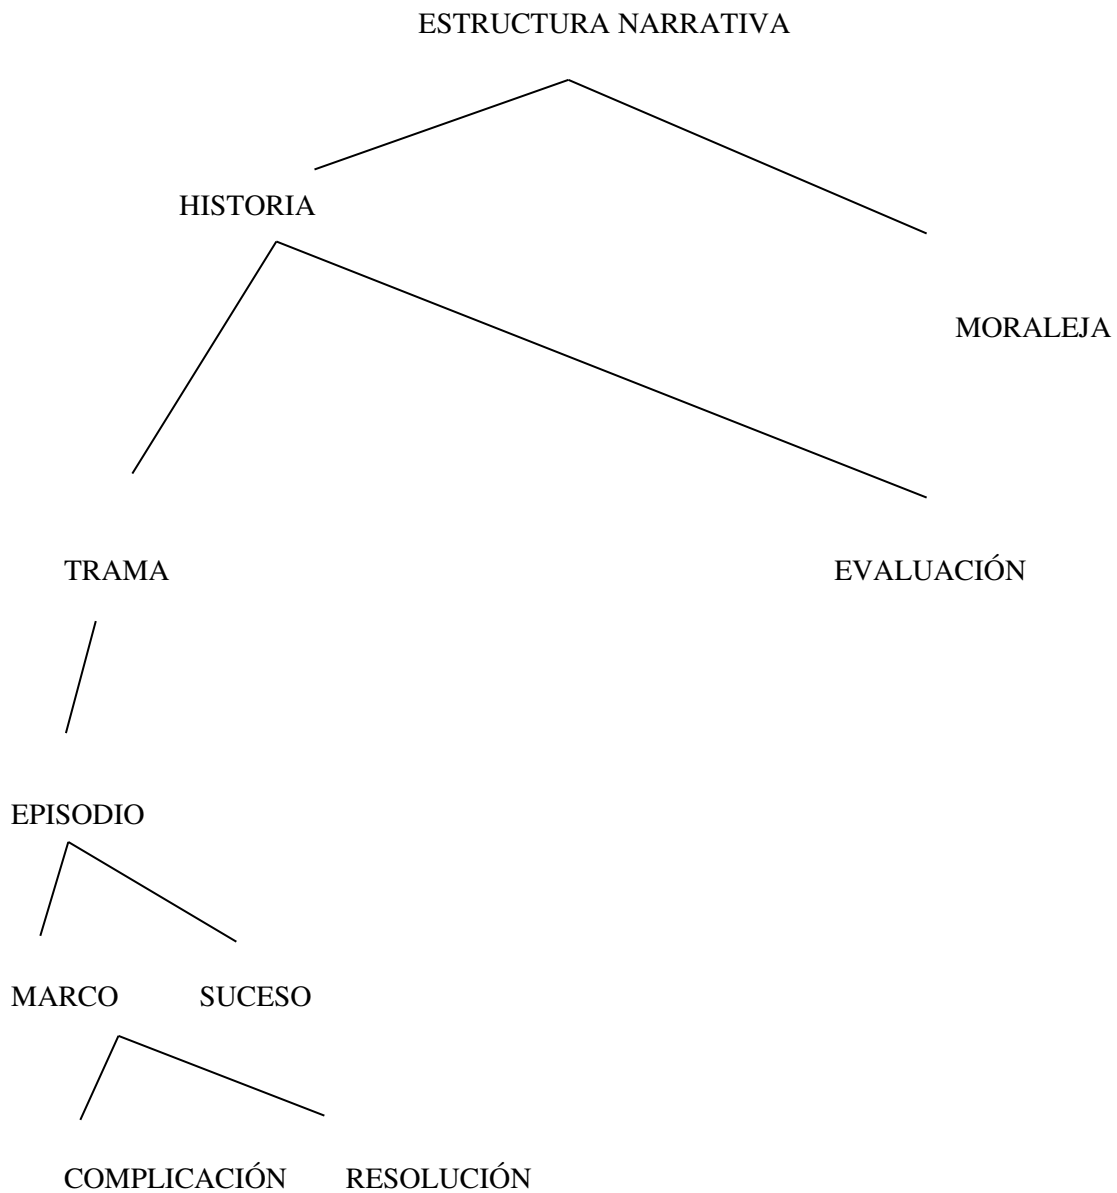 ESTRUCTURA NARRATIVA
HISTORIA
MORALEJA
TRAMA EVALUACIÓN
EPISODIO
MARCO SUCESO
COMPLICACIÓN RESOLUCIÓN